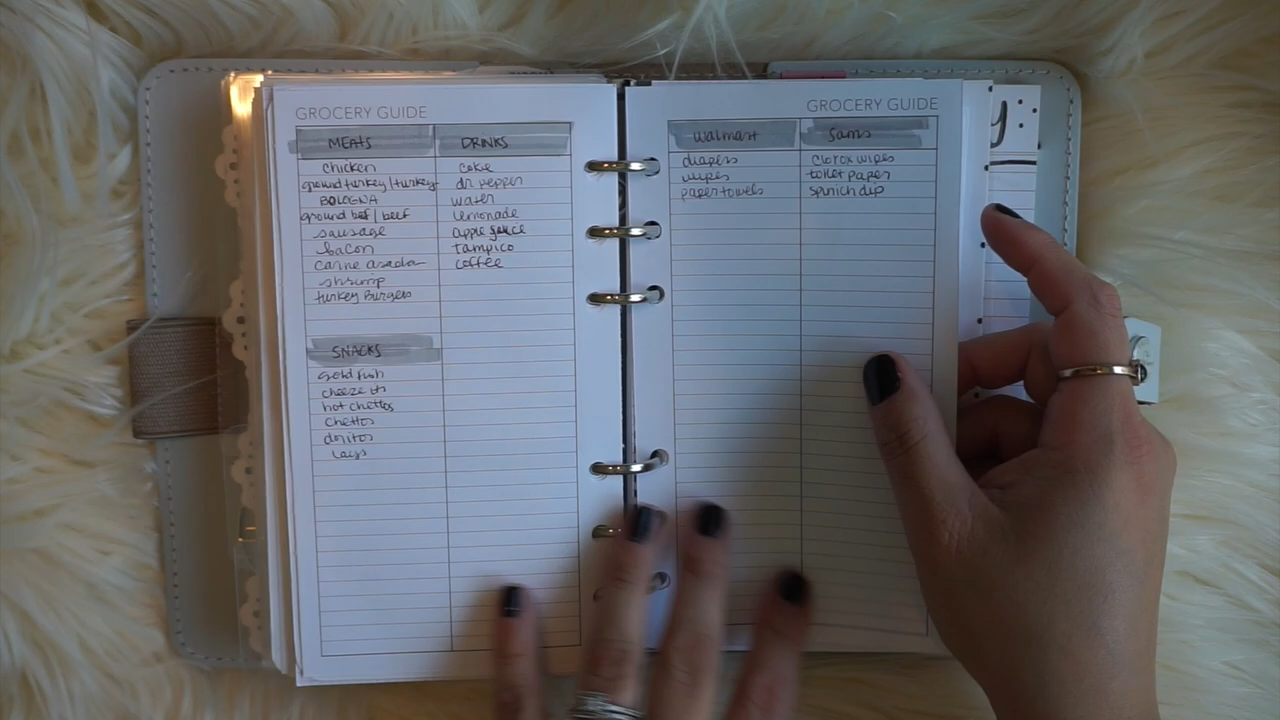 GROCERY GUIDE
MEATS
chicken
ground turkey/turkey
BOLOGNA
ground beef/beef
sausage
bacon
carne asada
shrimp
turkey Burgers
SNACKS
gold fish
cheeze its
hot chettos
chettos
doritos
lays
DRINKS
coke
dr. pepper
water
lemonade
apple juice
tampico
coffee
GROCERY GUIDE
walmart
diapers
wipes
paper towels
sams
Clorox wipes
toilet paper
spinich dip
y